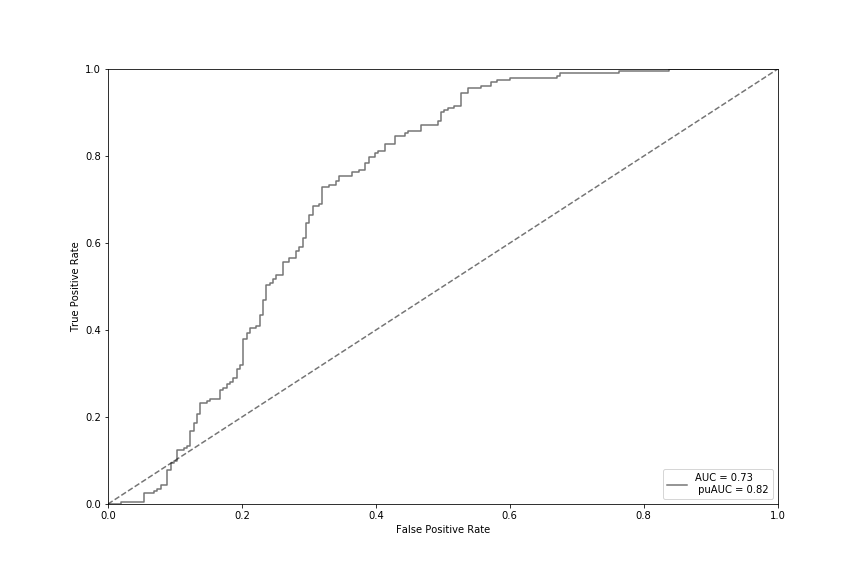 1.0
0.8
0.6
0.4
0.2
0.0
True Positive Rate
0.0 0.2 0.4 0.6 0.8 1.0
False Positive Rate
AUC = 0.73
puAUC = 0.82